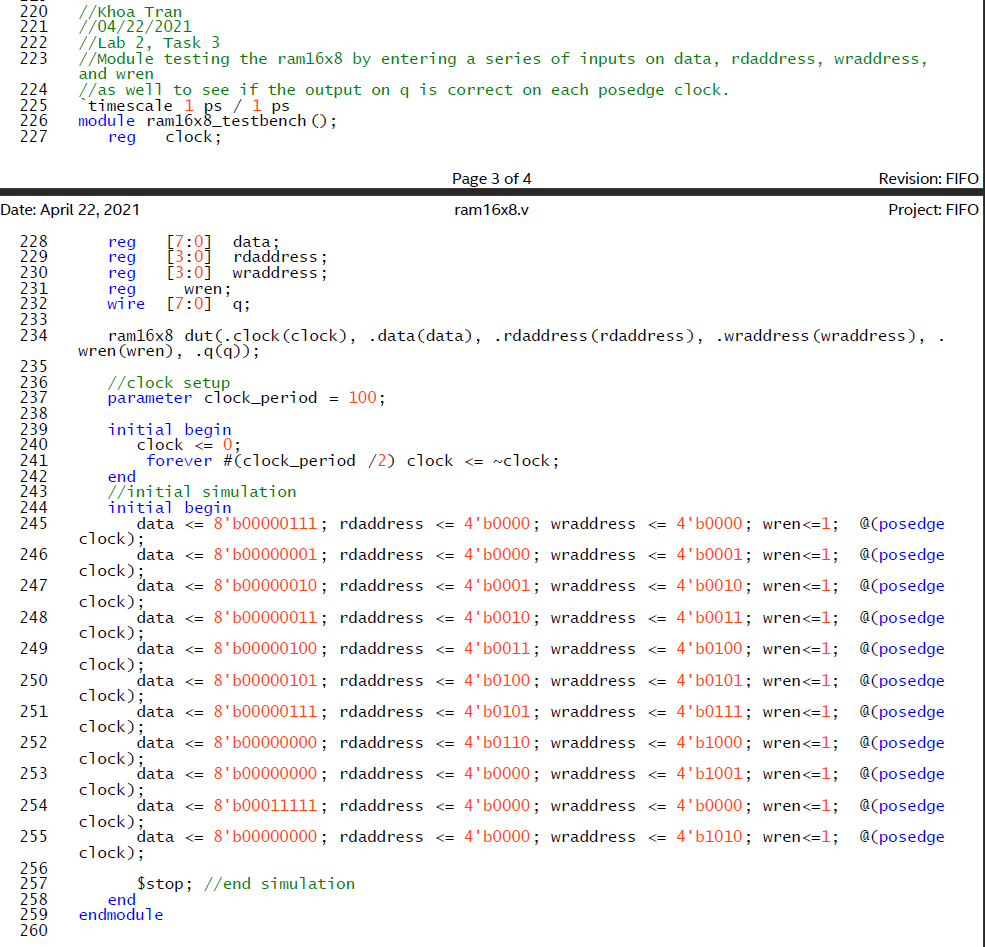 220 //Khoa Tran
221 //04/22/2021
222 //Lab 2, Task 3
223 //Module testing the ram16x8 by entering a series of inputs on data, rdaddress, wraddress,
and wren
224 //as well to see if the output on q is correct on each posedge clock.
225 `timescale 1 ps / 1 ps
226 module ram16x8_testbench();
227 reg clock;
Page 3 of 4 Revision: FIFO
Date: April 22, 2021 ram16x8.v Project: FIFO
228 reg [7:0] data;
229 reg [3:0] rdaddress;
230 reg [3:0] wraddress;
231 reg wren;
232 wire [7:0] q;
233
234 ram16x8 dut(.clock(clock), .data(data), .rdaddress(rdaddress), .wraddress(wraddress), .
wren(wren), .q(q));
235
236 //clock setup
237 parameter clock_period = 100;
238
239 initial begin
240 clock <= 0;
241 forever #(clock_period /2) clock <= ~clock;
242 end
243 //initial simulation
244 initial begin
245 data <= 8'b00000111; rdaddress <= 4'b0000; wraddress <= 4'b0000; wren<=1; @(posedge
clock);
246 data <= 8'b00000001; rdaddress <= 4'b0000; wraddress <= 4'b0001; wren<=1; @(posedge
clock);
247 data <= 8'b00000010; rdaddress <= 4'b0001; wraddress <= 4'b0010; wren<=1; @(posedge
clock);
248 data <= 8'b00000011; rdaddress <= 4'b0010; wraddress <= 4'b0011; wren<=1; @(posedge
clock);
249 data <= 8'b00000100; rdaddress <= 4'b0011; wraddress <= 4'b0100; wren<=1; @(posedge
clock);
250 data <= 8'b00000101; rdaddress <= 4'b0100; wraddress <= 4'b0101; wren<=1; @(posedge
clock);
251 data <= 8'b00000111; rdaddress <= 4'b0101; wraddress <= 4'b0111; wren<=1; @(posedge
clock);
252 data <= 8'b00000000; rdaddress <= 4'b0110; wraddress <= 4'b1000; wren<=1; @(posedge
clock);
253 data <= 8'b00000000; rdaddress <= 4'b0000; wraddress <= 4'b1001; wren<=1; @(posedge
clock);
254 data <= 8'b00011111; rdaddress <= 4'b0000; wraddress <= 4'b0000; wren<=1; @(posedge
clock);
255 data <= 8'b00000000; rdaddress <= 4'b0000; wraddress <= 4'b1010; wren<=1; @(posedge
clock);
256
257 $stop; //end simulation
258 end
259 endmodule
260